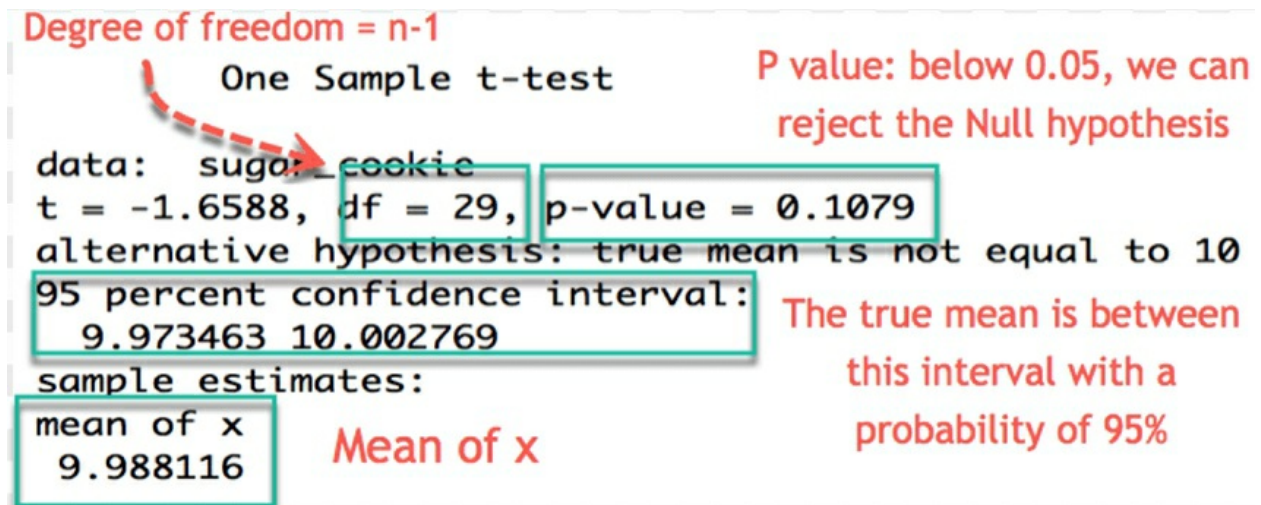 Degree of freedom = n-1
One Sample t-test
P value: below 0.05, we can
reject the Null hypothesis
data: sugar_cookie
t = -1.6588, df = 29, p-value = 0.1079
alternative hypothesis: true mean is not equal to 10
95 percent confidence interval:
9.973463 10.002769
The true mean is between
this interval with a
probability of 95%
sample estimates:
mean of x
9.988116
Mean of x